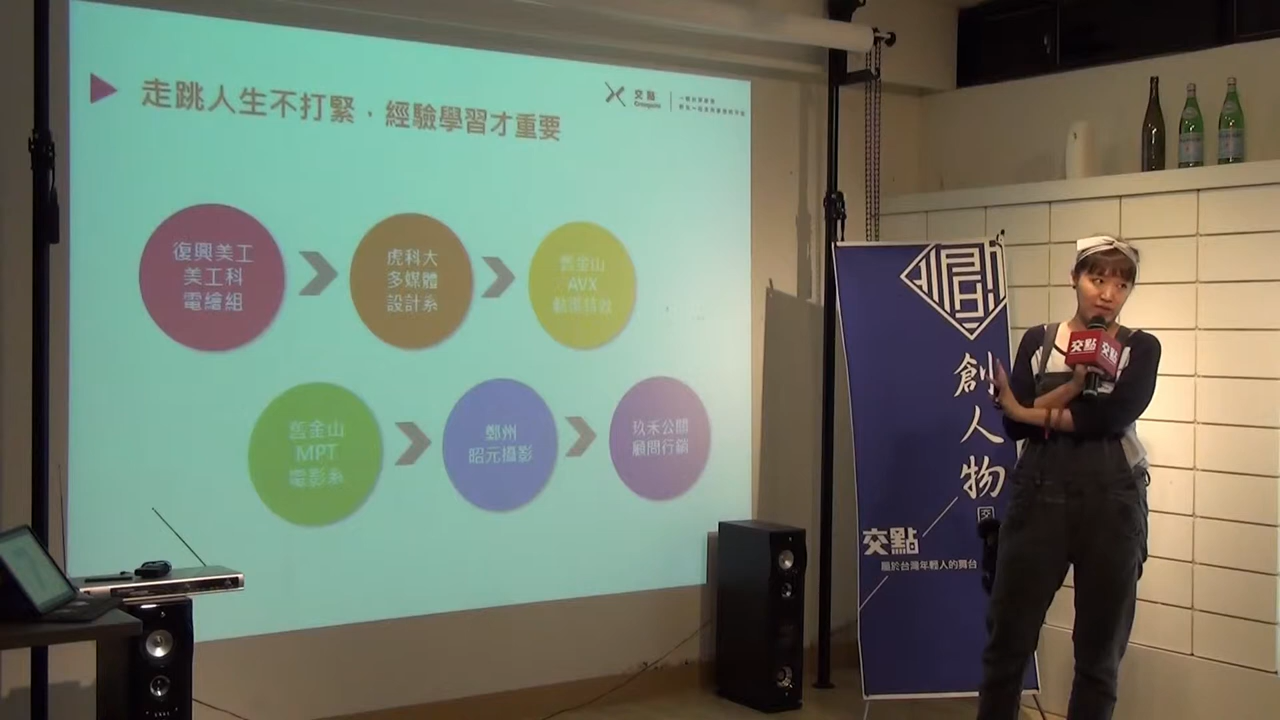 走跳人生不打緊，經驗學習才重要
交點
復興美工
美工科
電繪組
虎科大
多媒體
設計系
舊金山
AVX
動畫特效
舊金山
MPT
電影系
鄭州
昭元攝影
玖禾公關
顧問行銷
創人物
交點
屬於台灣年輕人的舞台
交點
交點